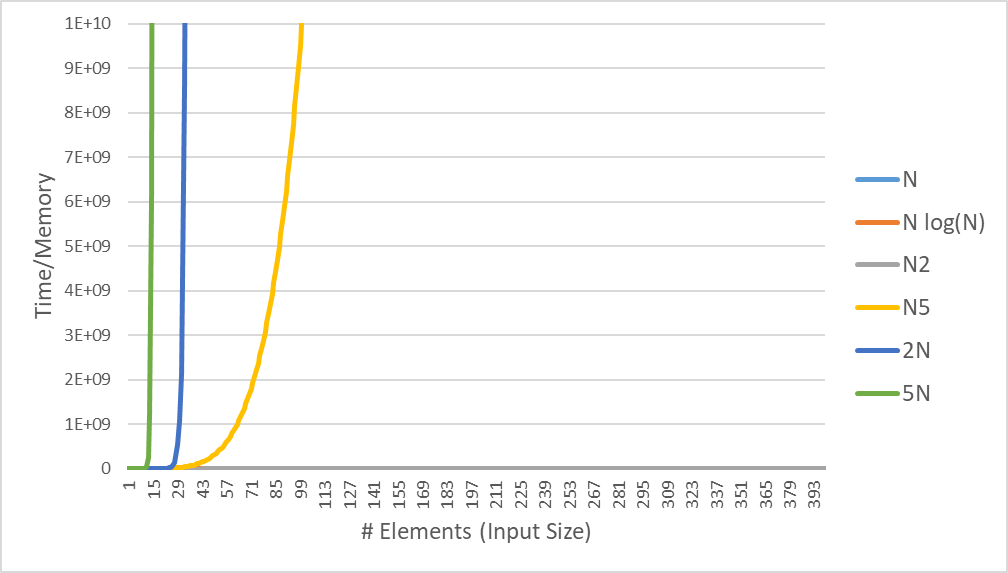 1E+10
9E+09
8E+09
7E+09
6E+09
5E+09
4E+09
3E+09
2E+09
1E+09
0
Time/Memory
1 15 29 43 57 71 85 99 113 127 141 155 169 183 197 211 225 239 253 267 281 295 309 323 337 351 365 379 393
# Elements (Input Size)
N
N log(N)
N2
N5
2N
5N